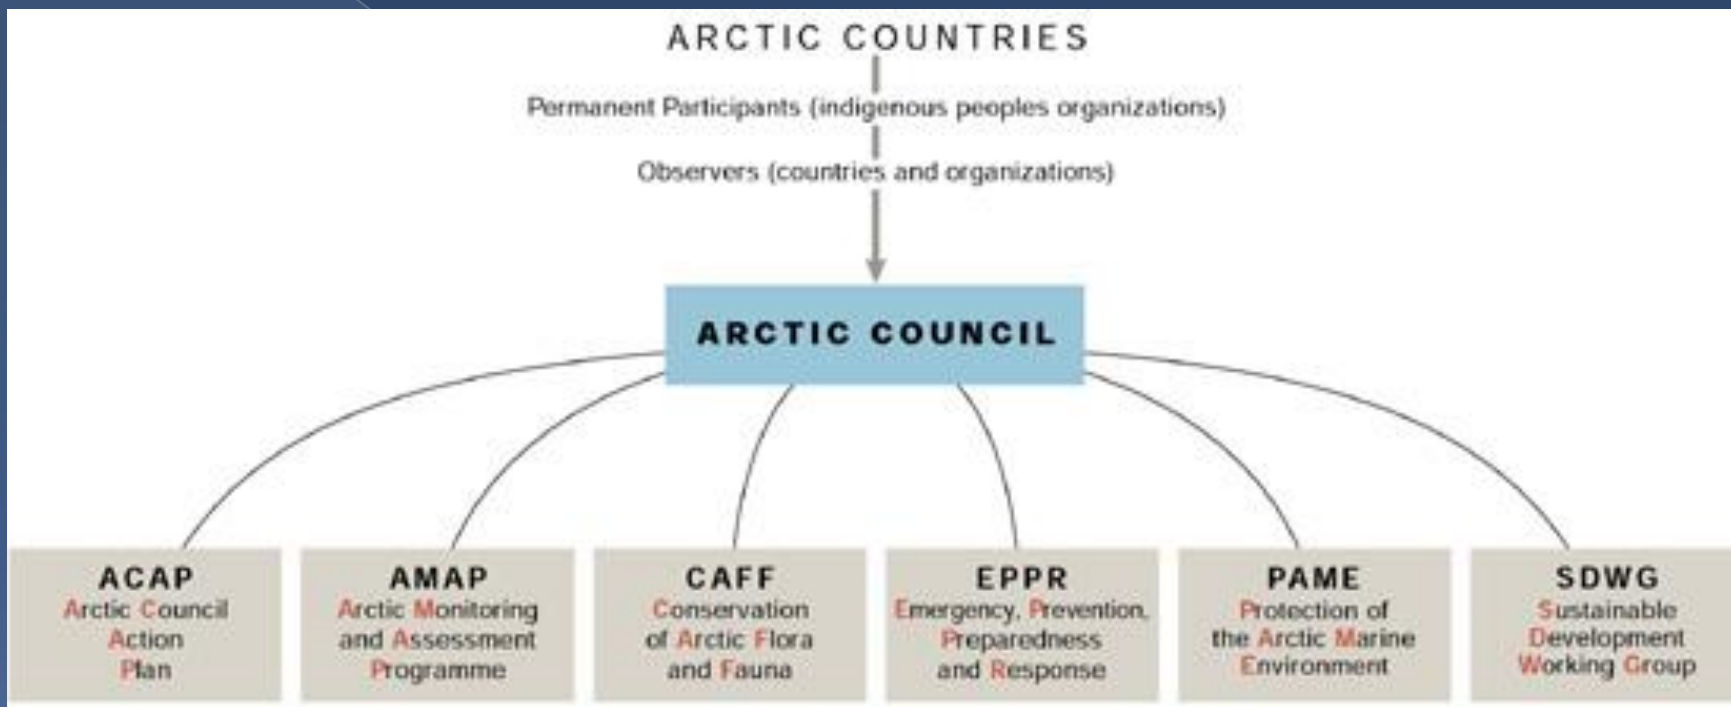 ARCTIC COUNTRIES
Permanent Participants (indigenous peoples organizations)
Observers (countries and organizations)
ARCTIC COUNCIL
ACAP
Arctic Council
Action
Plan
AMAP
Arctic Monitoring
and Assessment
Programme
CAFF
Conservation
of Arctic Flora
and Fauna
EPPR
Emergency, Prevention,
Preparedness
and Response
PAME
Protection of
the Arctic Marine
Environment
SDWG
Sustainable
Development
Working Group